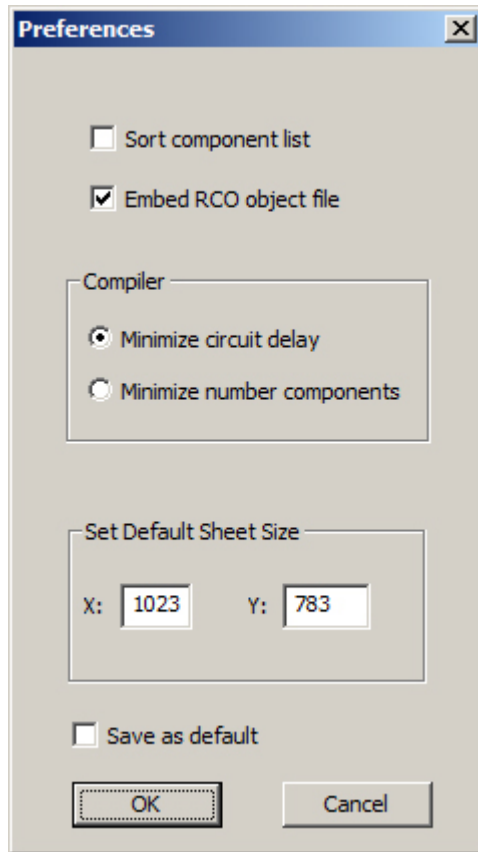 Preferences
Sort component list
Embed RCO object file
Compiler
Minimize circuit delay
Minimize number components
Set Default Sheet Size
X: 1023 Y: 783
Save as default
OK Cancel